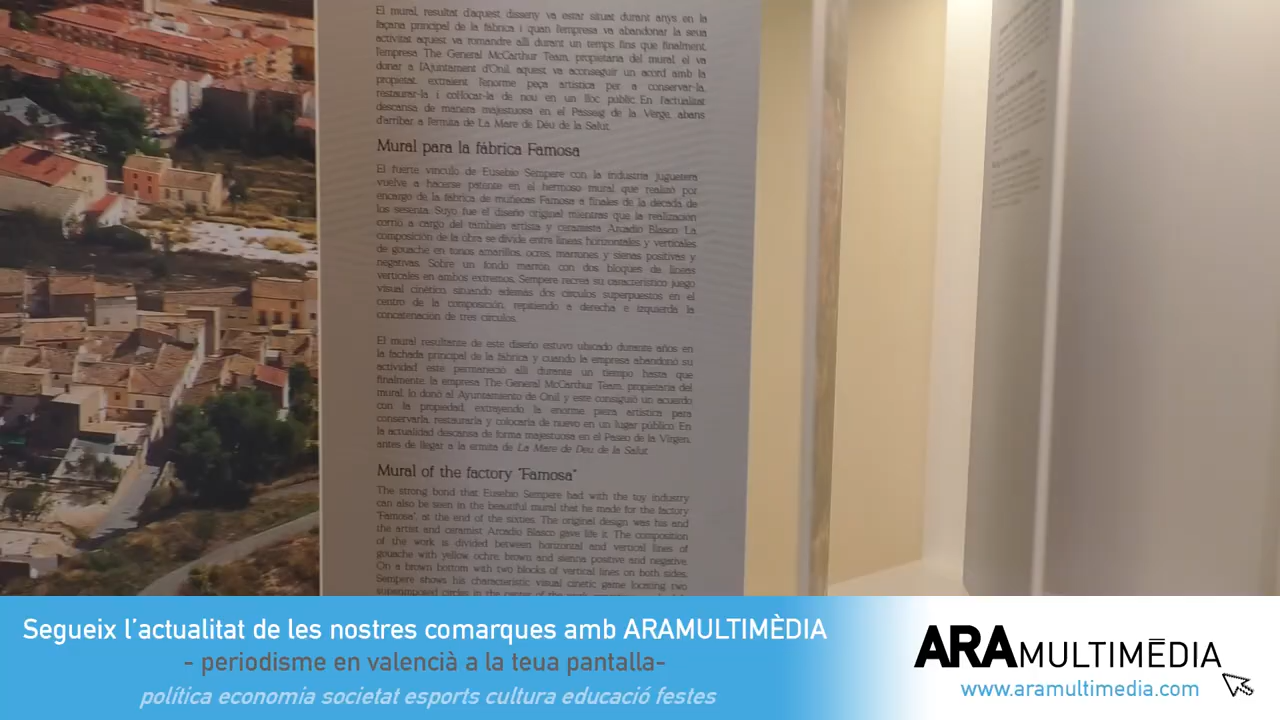 El mural, resultat d'aquest disseny va estar situat durant anys en la
façana principal de la fàbrica i quan l'empresa va abandonar la seua
activitat aquest va romandre allí durant un temps fins que finalment,
l'empresa The General McCarthur Team, propietària del mural, el va
donar a l'Ajuntament d'Onil, aquest va aconseguir un acord amb la
propietat, extraient l'enorme peça artística per a conservar-la,
restaurar-la i col·locar-la de nou en un lloc públic. En l'actualitat
descansa de manera majestuosa en el Passeig de la Verge, abans
d'arribar a l'ermita de La Mare de Déu de la Salut.
Mural para la fábrica Famosa
El fuerte vínculo de Eusebio Sempere con la industria juguetera
vuelve a hacerse patente en el hermoso mural que realizó por
encargo de la fábrica de muñecas Famosa a finales de la década de
los sesenta. Suyo fue el diseño original mientras que la realización
corrió a cargo del también artista y ceramista Arcadio Blasco. La
composición de la obra se divide entre líneas horizontales y verticales
de gouache en tonos amarillos, ocres, marrones y sienas positivas y
negativas. Sobre un fondo marrón con dos bloques de líneas
verticales en ambos extremos, Sempere recrea su característico juego
visual cinético situando además dos círculos superpuestos en el
centro de la composición, repitiendo a derecha e izquierda la
concatenación de tres círculos.
El mural resultante de este diseño estuvo ubicado durante años en
la fachada principal de la fábrica y cuando la empresa abandonó su
actividad este permaneció allí durante un tiempo hasta que
finalmente, la empresa The General McCarthur Team, propietaria del
mural, lo donó al Ayuntamiento de Onil y este consiguió un acuerdo
con la propiedad, extrayendo la enorme pieza artística para
conservarla, restaurarla y colocarla de nuevo en un lugar público. En
la actualidad descansa de forma majestuosa en el Paseo de la Virgen,
antes de llegar a la ermita de La Mare de Deu de la Salut.
Mural of the factory "Famosa"
The strong bond that Eusebio Sempere had with the toy industry
can also be seen in the beautiful mural that he made for the factory
"Famosa", at the end of the sixties. The original design was his and
the artist and ceramist Arcadio Blasco gave life it. The composition
of the work is divided between horizontal and vertical lines of
gouache with yellow, ochre, brown and sienna positive and negative.
On a brown bottom with two blocks of vertical lines on both sides,
Sempere shows his characteristic visual cinetic game locating two
superimposed circles in the center of the
Segueix l'actualitat de les nostres comarques amb ARAMULTIMÈDIA
- periodisme en valencià a la teua pantalla-
política economia societat esports cultura educació festes
ARAMULTIMÈDIA
www.aramultimedia.com